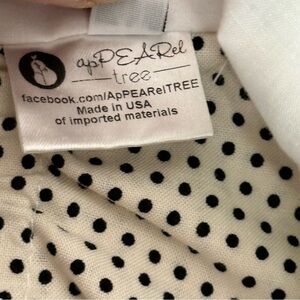 apPEARel
tree
facebook.com/ApPEARelTREE
Made in USA
of imported materials